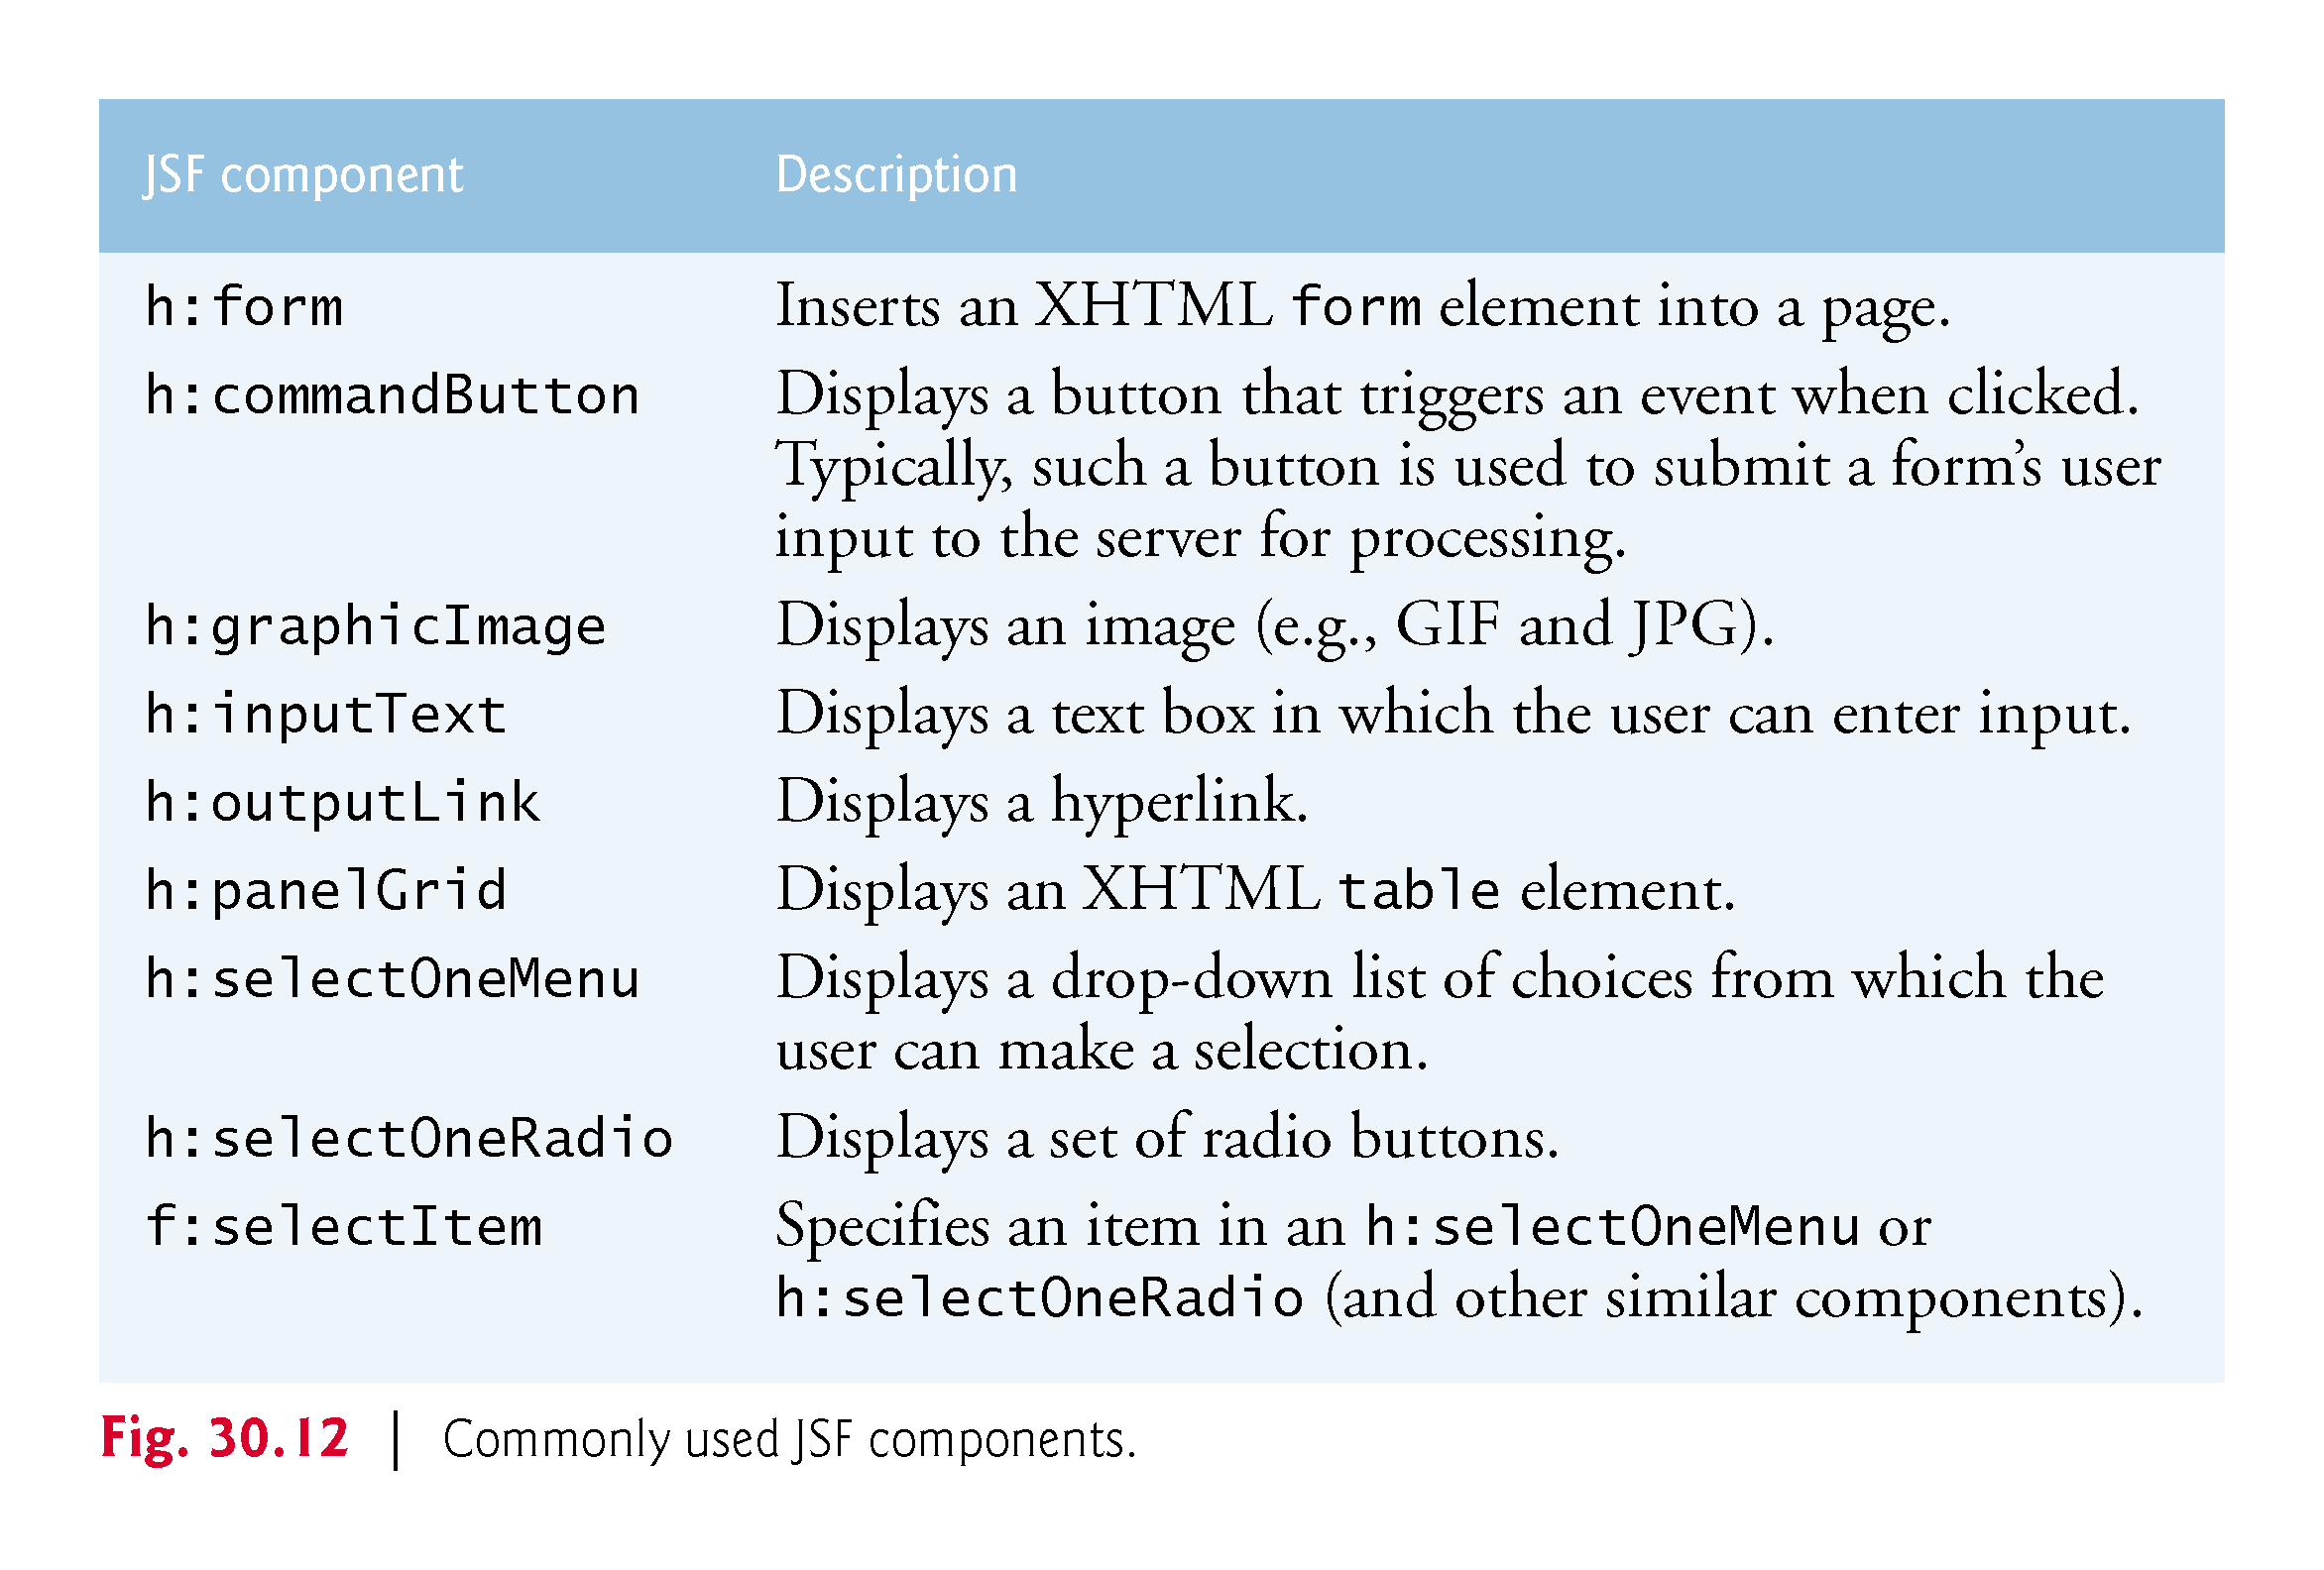 JSF component Description
h:form Inserts an XHTML form element into a page.
h:commandButton Displays a button that triggers an event when clicked.
Typically, such a button is used to submit a form’s user
input to the server for processing.
h:graphicImage Displays an image (e.g., GIF and JPG).
h:inputText Displays a text box in which the user can enter input.
h:outputLink Displays a hyperlink.
h:panelGrid Displays an XHTML table element.
h:selectOneMenu Displays a drop-down list of choices from which the
user can make a selection.
h:selectOneRadio Displays a set of radio buttons.
f:selectItem Specifies an item in an h:selectOneMenu or
h:selectOneRadio (and other similar components).
Fig. 30.12 | Commonly used JSF components.